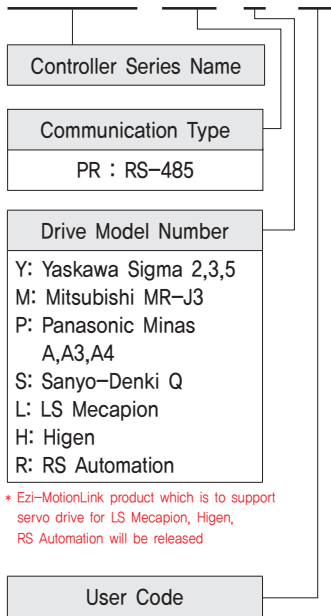 Controller Series Name
Communication Type
PR : RS-485
Drive Model Number
Y: Yaskawa Sigma 2,3,5
M: Mitsubishi MR-J3
P: Panasonic Minas
A,A3,A4
S: Sanyo-Denki Q
L: LS Mecapion
H: Higen
R: RS Automation
* Ezi-MotionLink product which is to support
servo drive for LS Mecapion, Higen,
RS Automation will be released
User Code